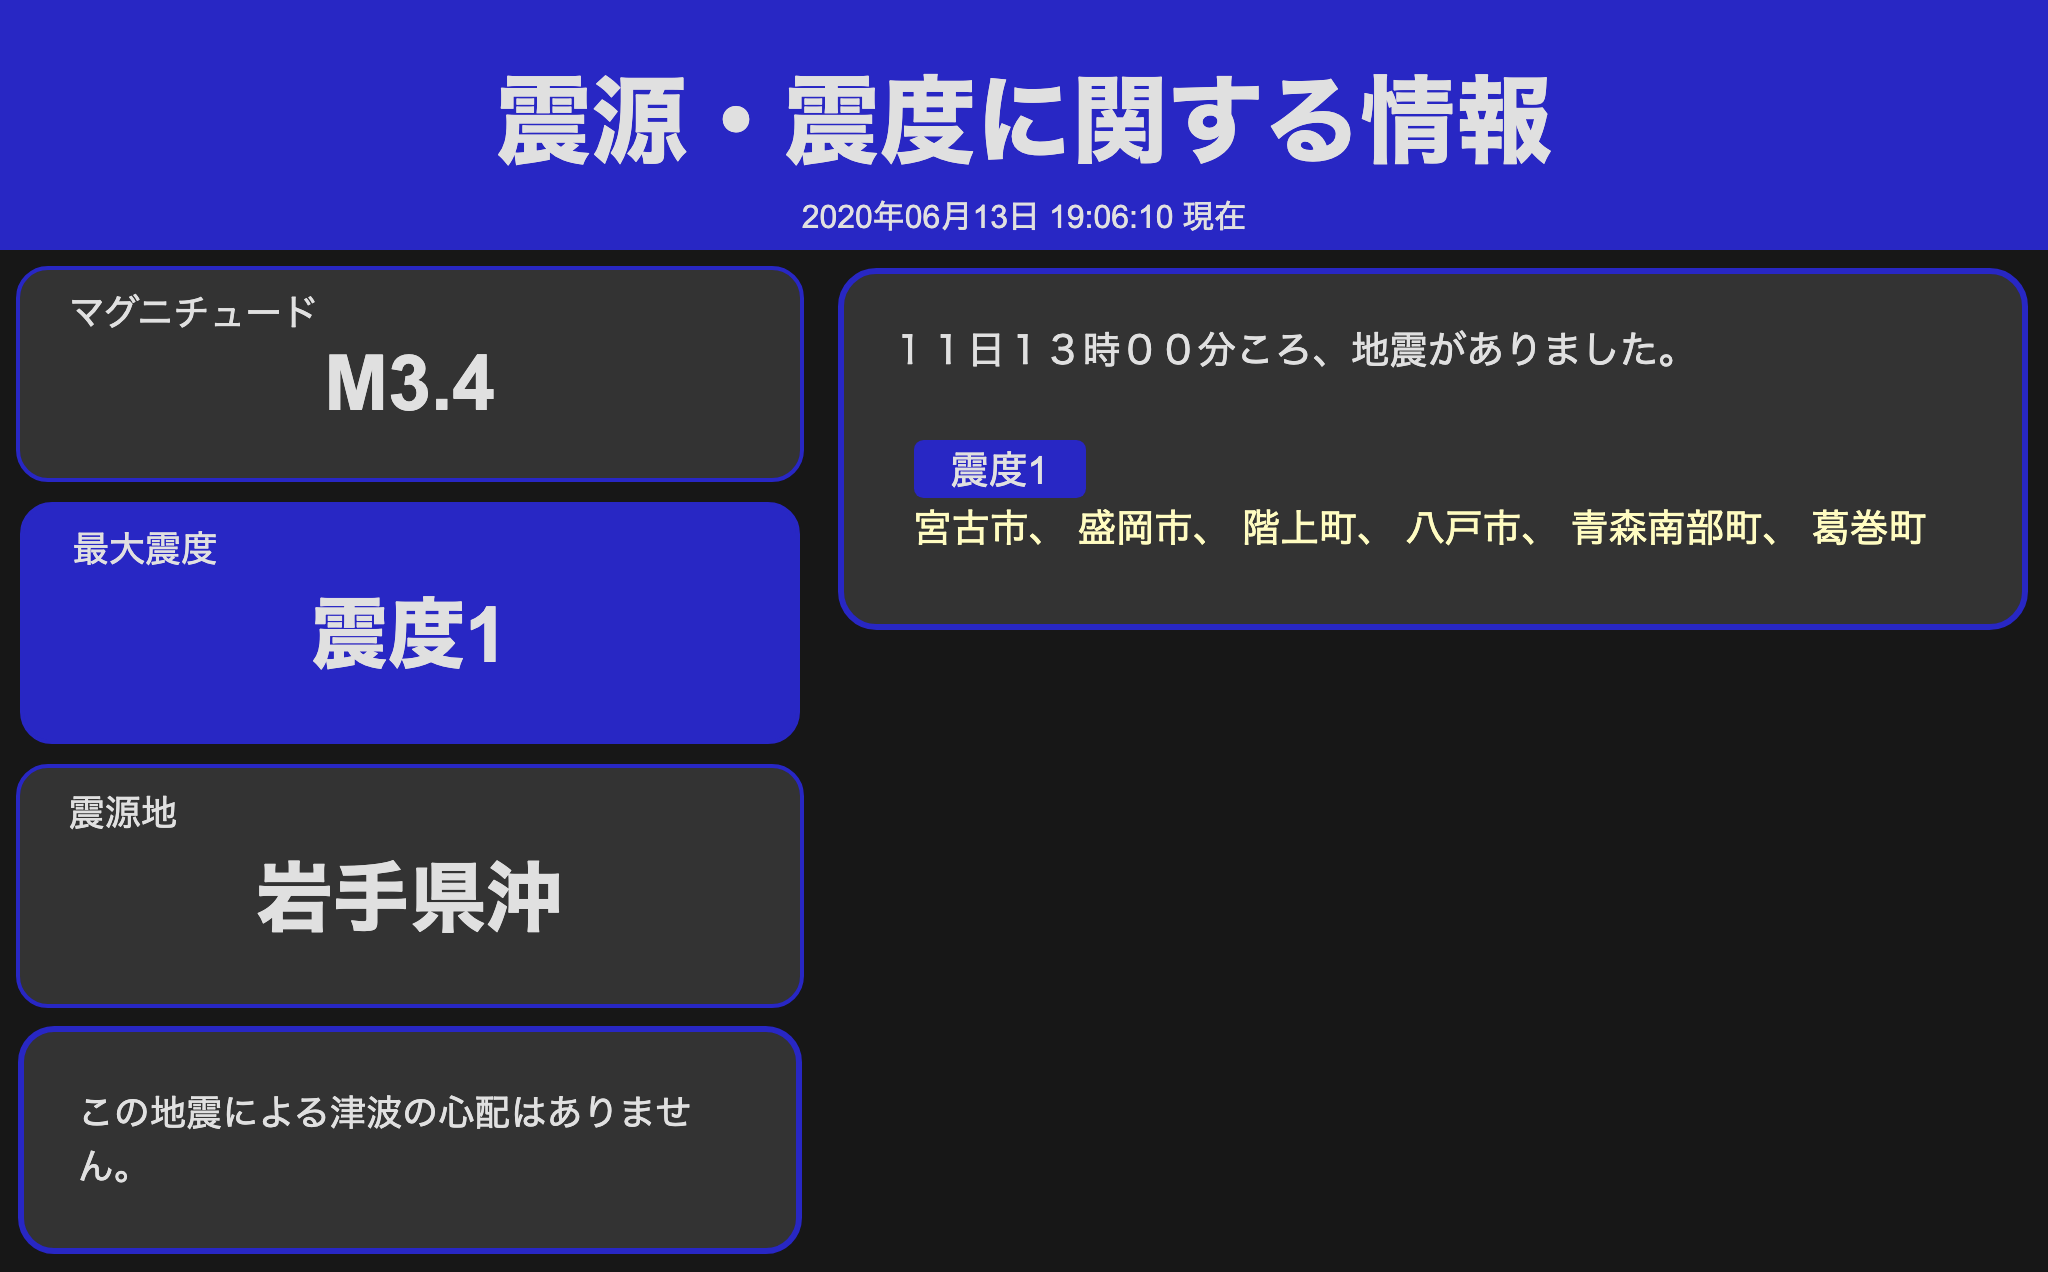 震源・震度に関する情報
2020年06月13日 19:06:10 現在
マグニチュード
M3.4
最大震度
震度1
震源地
岩手県沖
この地震による津波の心配はありませ
ん。
１１日１３時００分ころ、地震がありました。
震度1
宮古市、 盛岡市、 階上町、 八戸市、 青森南部町、 葛巻町